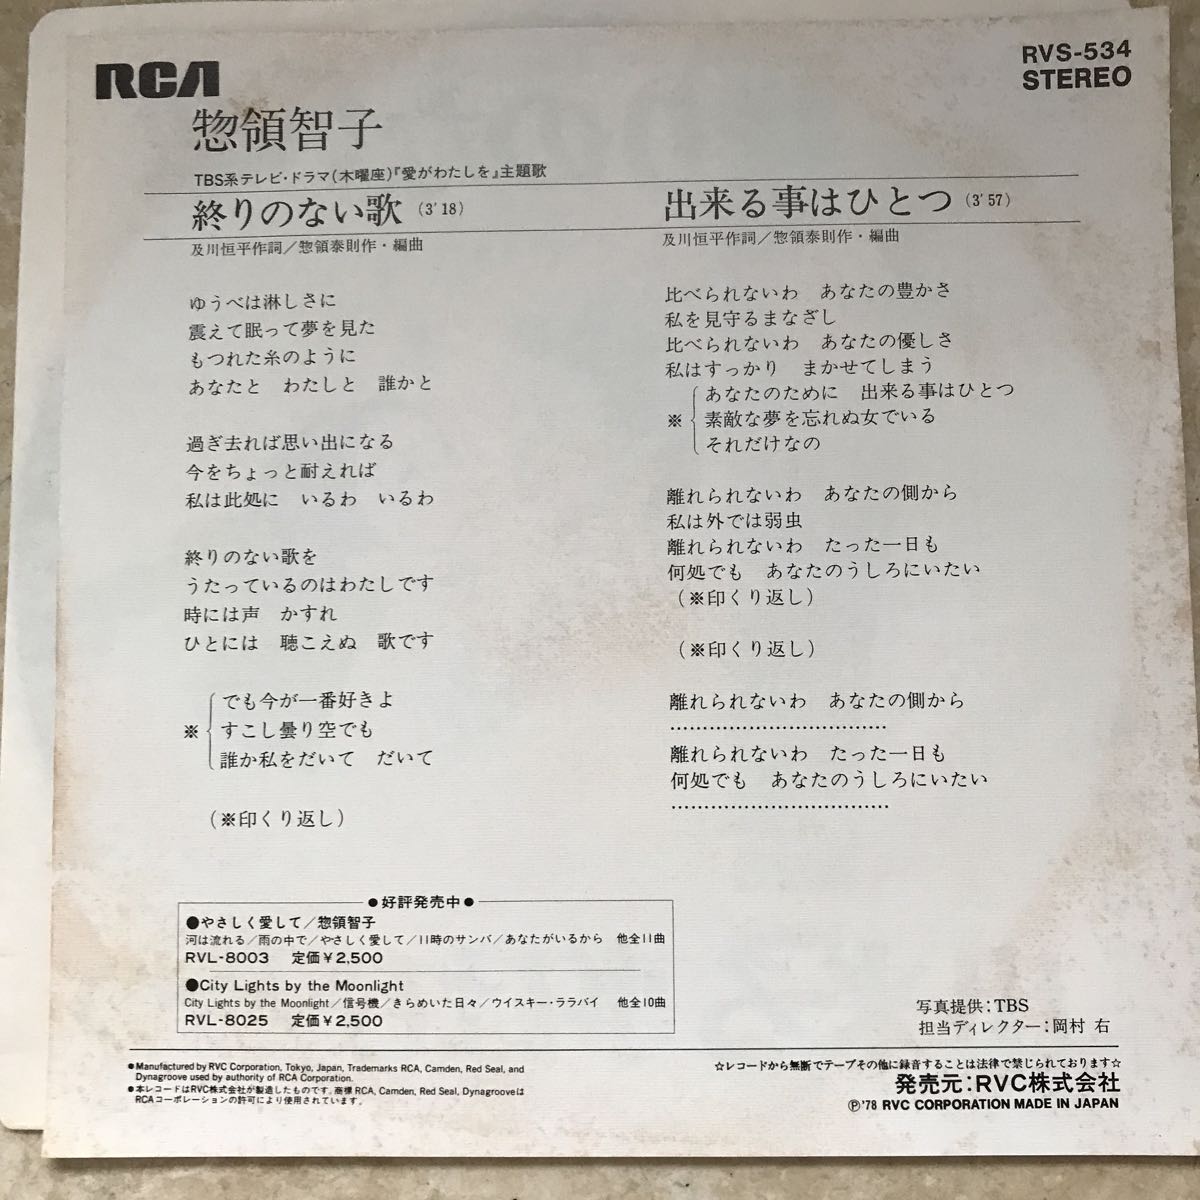 RCA
RVS-534
STEREO
惣領智子
TBS系テレビ・ドラマ(木曜座)『愛がわたしを』主題歌
終りのない歌(3'18)
及川恒平作詞／惣領泰則作・編曲
ゆうべは淋しさに
震えて眠って夢を見た
もつれた糸のように
あなたと　わたしと　誰かと
過ぎ去れば思い出になる
今をちょっと耐えれば
私は此処に　いるわ　いるわ
終りのない歌を
うたっているのはわたしです
時には声　かすれ
ひとには　聴こえぬ　歌です
でも今が一番好きよ
※ すこし曇り空でも
誰か私をだいて　だいて
(※印くり返し)
出来る事はひとつ(3'57)
及川恒平作詞／惣領泰則作・編曲
比べられないわ　あなたの豊かさ
私を見守るまなざし
比べられないわ　あなたの優しさ
私はすっかり　まかせてしまう
あなたのために　出来る事はひとつ
※ 素敵な夢を忘れぬ女でいる
それだけなの
離れられないわ　あなたの側から
私は外では弱虫
離れられないわ　たった一日も
何処でも　あなたのうしろにいたい
(※印くり返し)
(※印くり返し)
離れられないわ　あなたの側から
………………………………
離れられないわ　たった一日も
何処でも　あなたのうしろにいたい
………………………………
●好評発売中●
●やさしく愛して／惣領智子
河は流れる／雨の中で／やさしく愛して／11時のサンバ／あなたがいるから　他全11曲
RVL-8003　定価¥2,500
●City Lights by the Moonlight
City Lights by the Moonlight／信号機／きらめいた日々／ウイスキー・ララバイ　他全10曲
RVL-8025　定価¥2,500
写真提供：TBS
担当ディレクター：岡村 右
●Manufactured by RVC Corporation, Tokyo, Japan, Trademarks RCA, Camden, Red Seal, and
Dynagroove used by authority of RCA Corporation.
●本レコードはRVC株式会社が製造したものです。商標 RCA, Camden, Red Seal, Dynagrooveは
RCAコーポレーションの許可により使用されています。
☆レコードから無断でテープその他に録音することは法律で禁じられております☆
発売元：RVC株式会社
Ⓟ'78 RVC CORPORATION MADE IN JAPAN